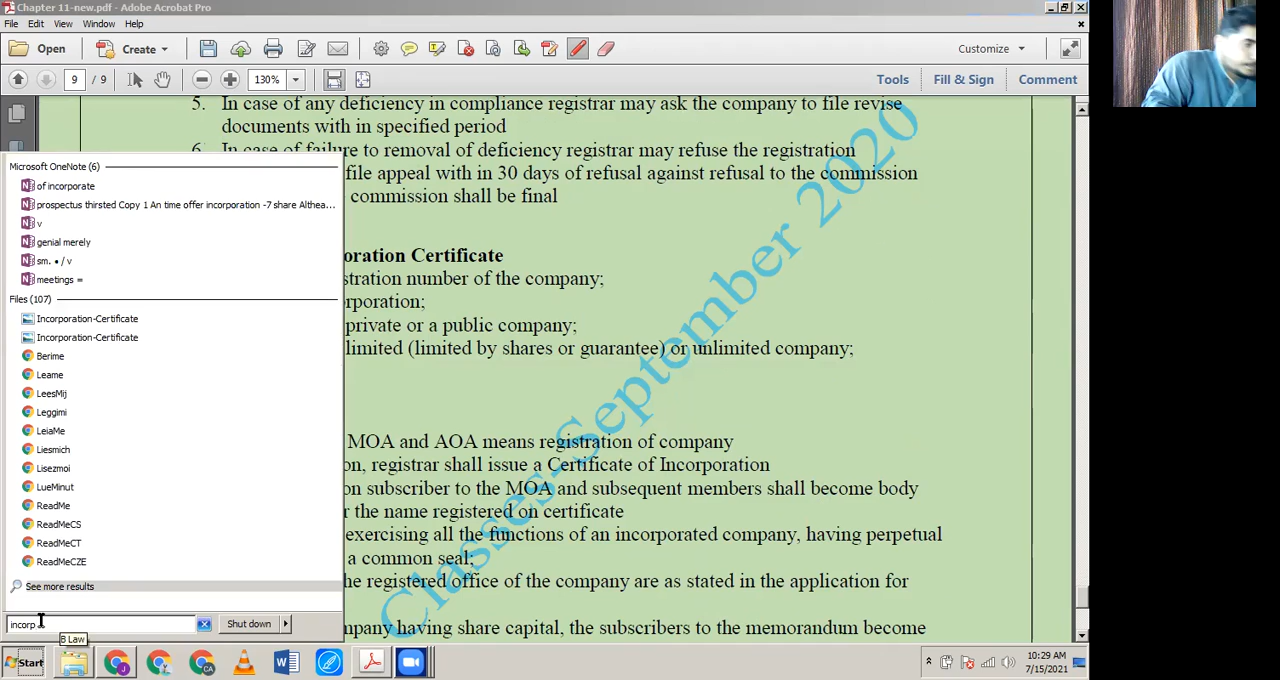 Chapter 11-new.pdf - Adobe Acrobat Pro
File Edit View Window Help
Open Create Customize
9 / 9 130% Tools Fill & Sign Comment
5. In case of any deficiency in compliance registrar may ask the company to file revise
documents with in specified period
6. In case of failure to removal of deficiency registrar may refuse the registration
file appeal with in 30 days of refusal against refusal to the commission
commission shall be final
oration Certificate
stration number of the company;
orporation;
private or a public company;
limited (limited by shares or guarantee) or unlimited company;
MOA and AOA means registration of company
on, registrar shall issue a Certificate of Incorporation
on subscriber to the MOA and subsequent members shall become body
r the name registered on certificate
exercising all the functions of an incorporated company, having perpetual
a common seal;
he registered office of the company are as stated in the application for
mpany having share capital, the subscribers to the memorandum become
Classes-September 2020
Microsoft OneNote (6)
of incorporate
prospectus thirsted Copy 1 An time offer incorporation -7 share Althea...
v
genial merely
sm. • / v
meetings =
Files (107)
Incorporation-Certificate
Incorporation-Certificate
Berime
Leame
LeesMij
Leggimi
LeiaMe
Liesmich
Lisezmoi
LueMinut
ReadMe
ReadMeCS
ReadMeCT
ReadMeCZE
See more results
incorp
Shut down
8 Law
Start
10:29 AM
7/15/2021